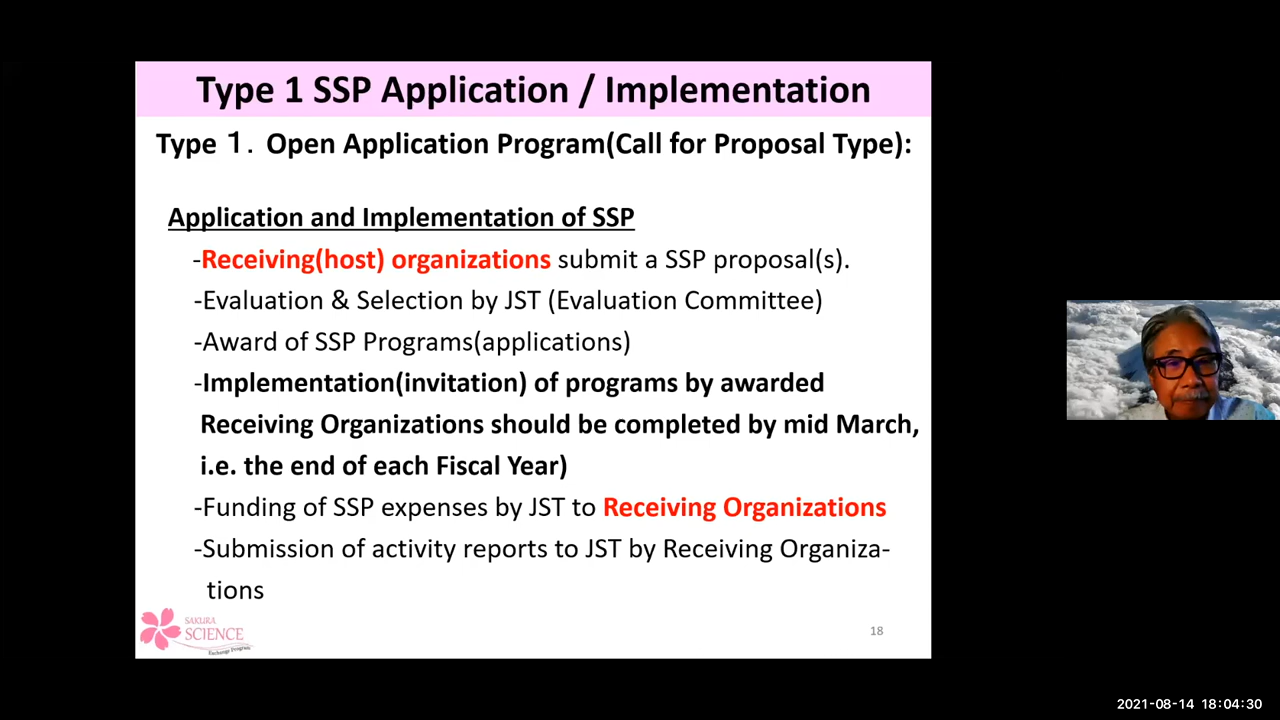 Type 1 SSP Application / Implementation
Type １. Open Application Program(Call for Proposal Type):
Application and Implementation of SSP
-Receiving(host) organizations submit a SSP proposal(s).
-Evaluation & Selection by JST (Evaluation Committee)
-Award of SSP Programs(applications)
-Implementation(invitation) of programs by awarded
Receiving Organizations should be completed by mid March,
i.e. the end of each Fiscal Year)
-Funding of SSP expenses by JST to Receiving Organizations
-Submission of activity reports to JST by Receiving Organiza-
tions
SAKURA
SCIENCE
Exchange Program
18
2021-08-14 18:04:30